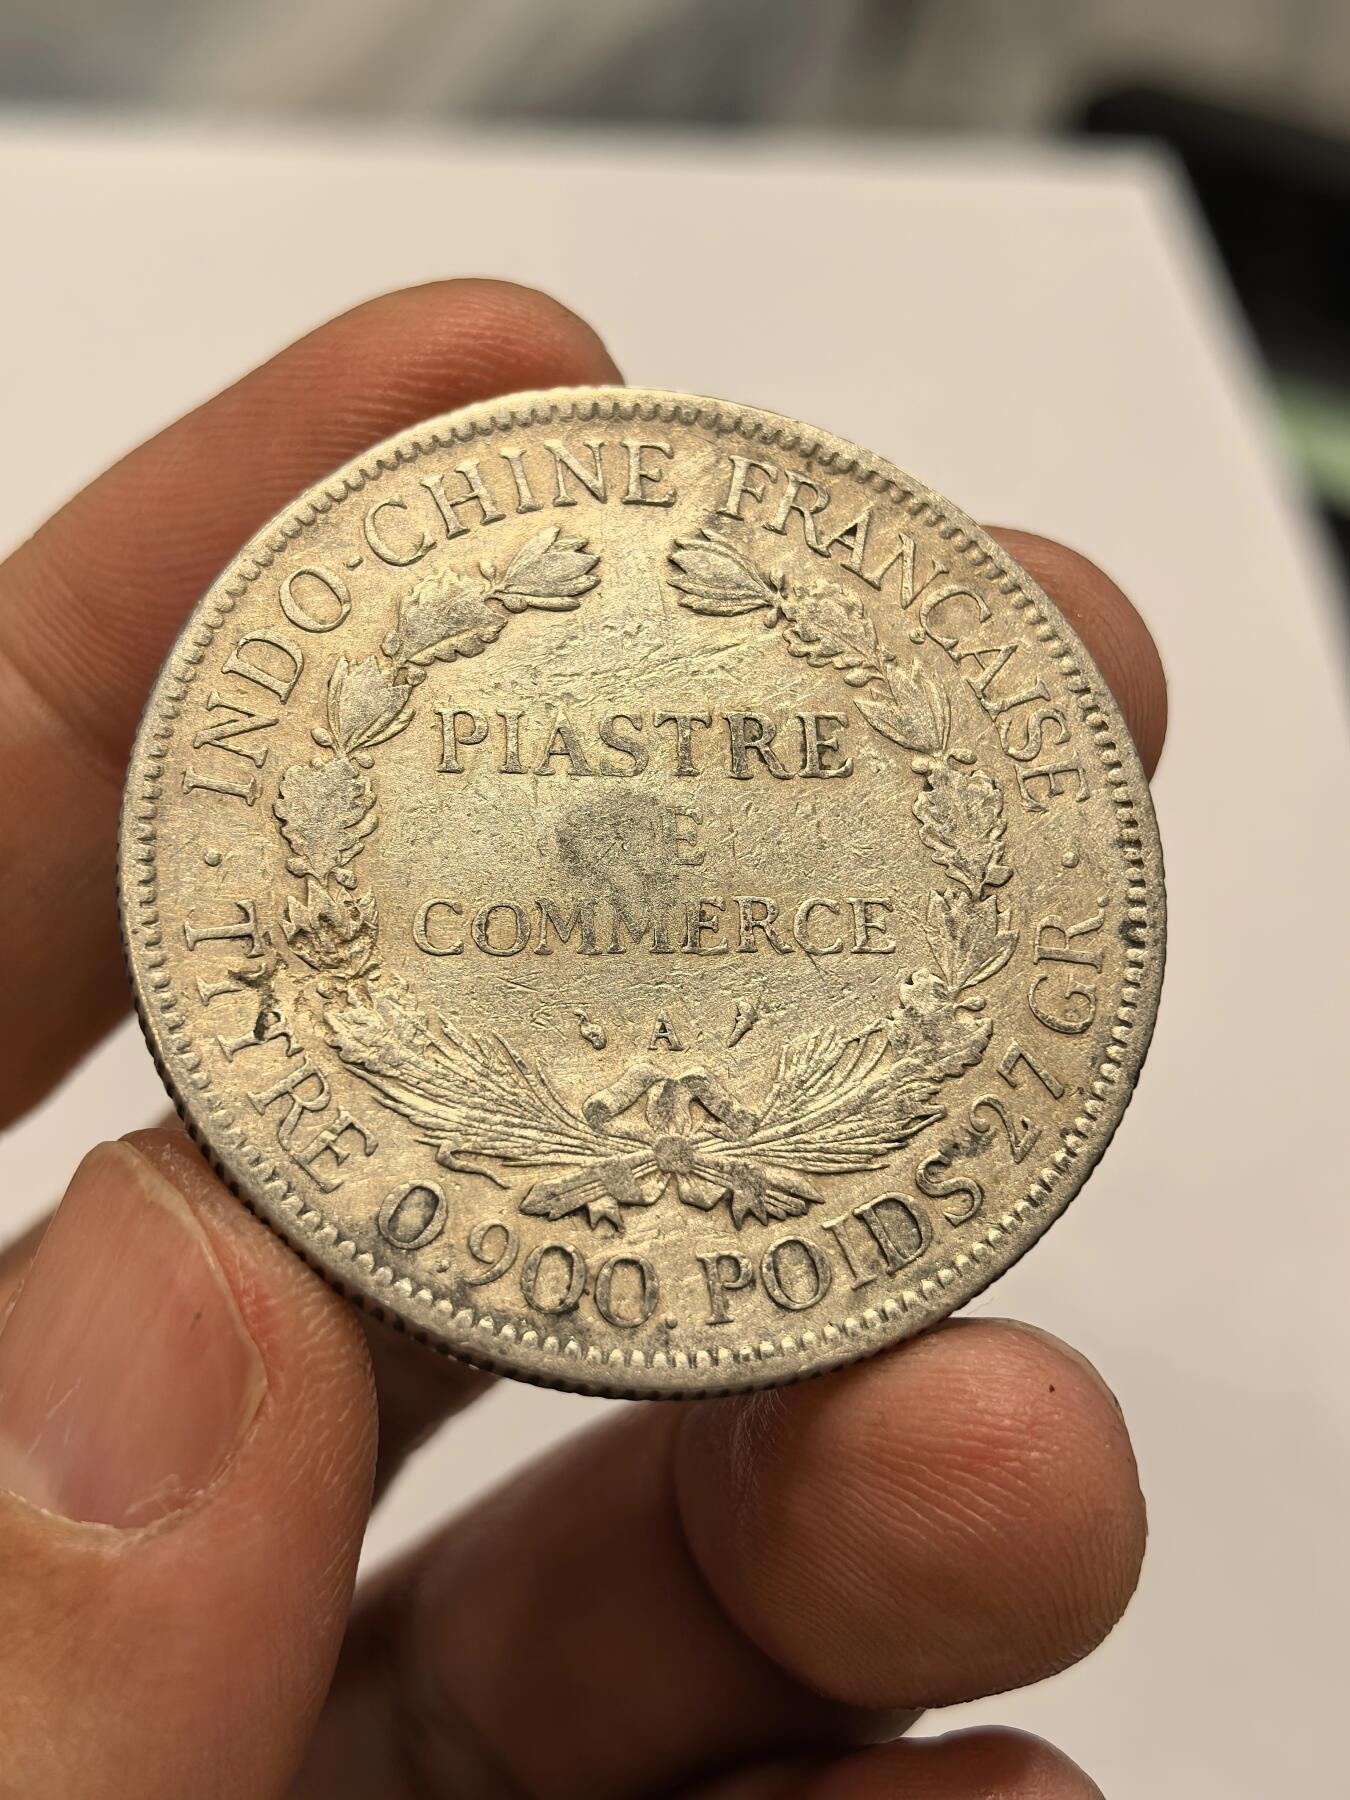 INDO-CHINE FRANÇAISE
PIASTRE
E
COMMERCE
A
TITRE 0.900. POIDS 27 GR.